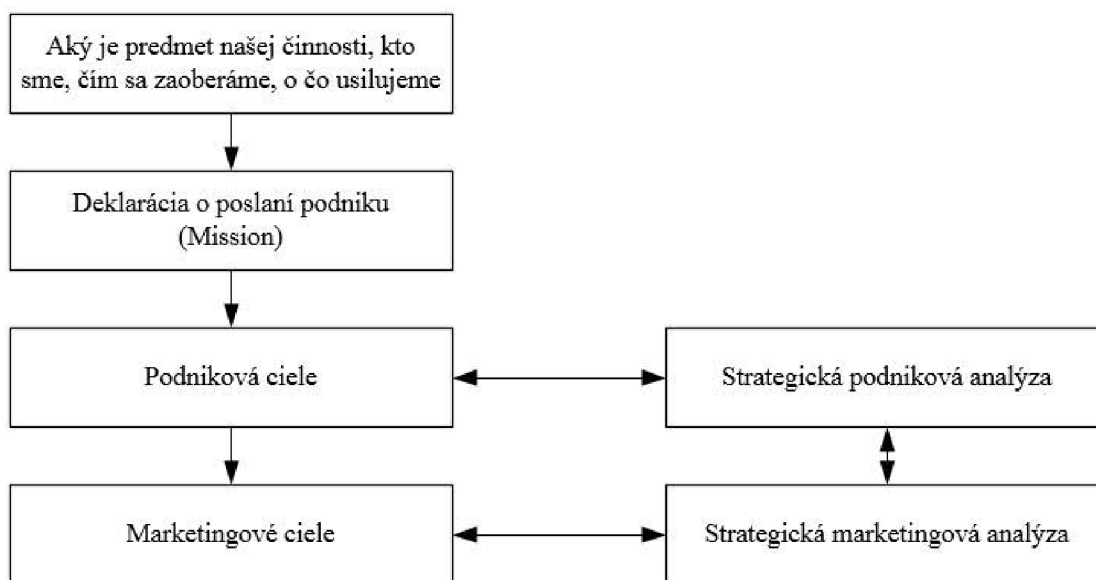 Aký je predmet našej činnosti, kto
sme, čím sa zaoberáme, o čo usilujeme
Deklarácia o poslaní podniku
(Mission)
Podniková ciele
Strategická podniková analýza
Marketingové ciele
Strategická marketingová analýza